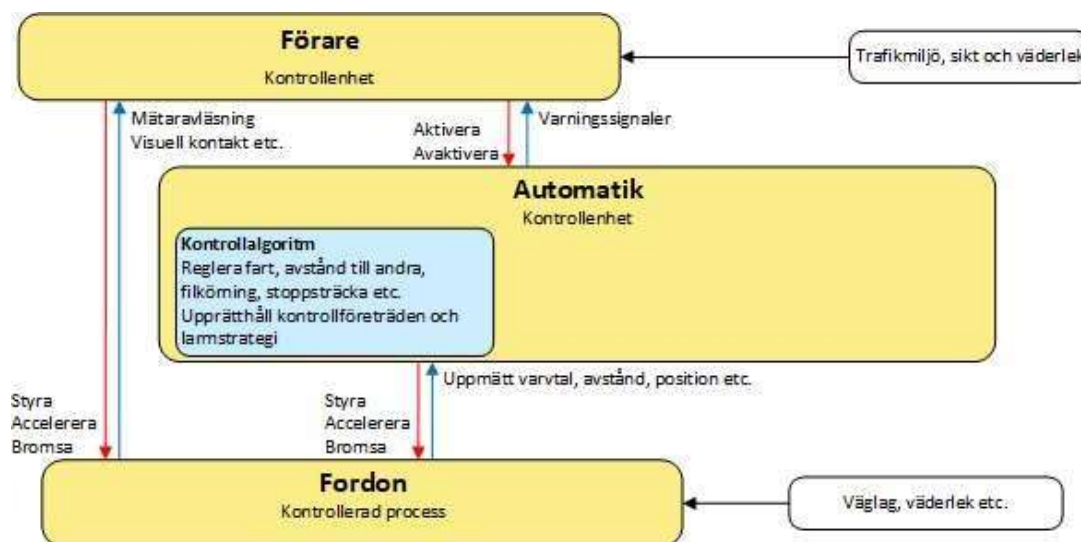 Förare
Kontrollenhet
Trafikmiljö, sikt och väderlek
Mätaravläsning
Visuell kontakt etc.
Aktivera
Avaktivera
Varningssignaler
Automatik
Kontrollenhet
Kontrollalgoritm
Reglera fart, avstånd till andra,
filkörning, stoppsträcka etc.
Upprätthåll kontrollföreträden och
larmstrategi
Uppmätt varvtal, avstånd, position etc.
Styra
Accelerera
Bromsa
Styra
Accelerera
Bromsa
Fordon
Kontrollerad process
Väglag, väderlek etc.